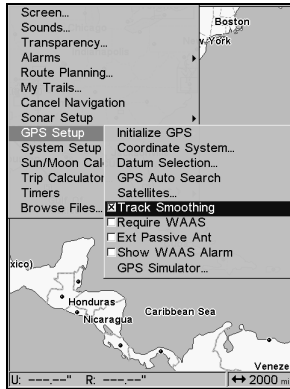 Screen...
Sounds...
Transparency...
Alarms
Route Planning...
My Trails...
Cancel Navigation
Sonar Setup
GPS Setup
System Setup
Sun/Moon Cal
Trip Calculator
Timers
Browse Files...
Initialize GPS
Coordinate System...
Datum Selection...
GPS Auto Search
Satellites...
Track Smoothing
Require WAAS
Ext Passive Ant
Show WAAS Alarm
GPS Simulator...
Boston
w York
xico)
Honduras
Nicaragua
Caribbean Sea
Veneze
U: ---.--" R: ---.--" ↔ 2000 mi